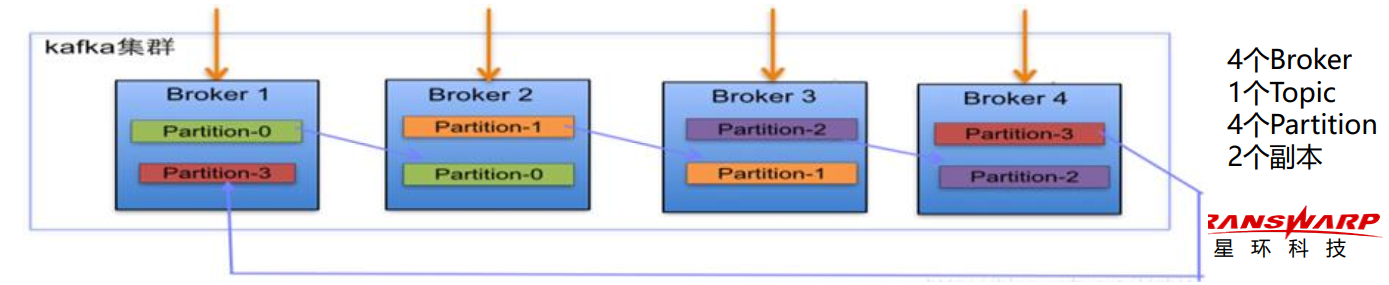 kafka集群
Broker 1
Partition-0
Partition-3
Broker 2
Partition-1
Partition-0
Broker 3
Partition-2
Partition-1
Broker 4
Partition-3
Partition-2
4个Broker
1个Topic
4个Partition
2个副本
TRANSWARP
星环科技